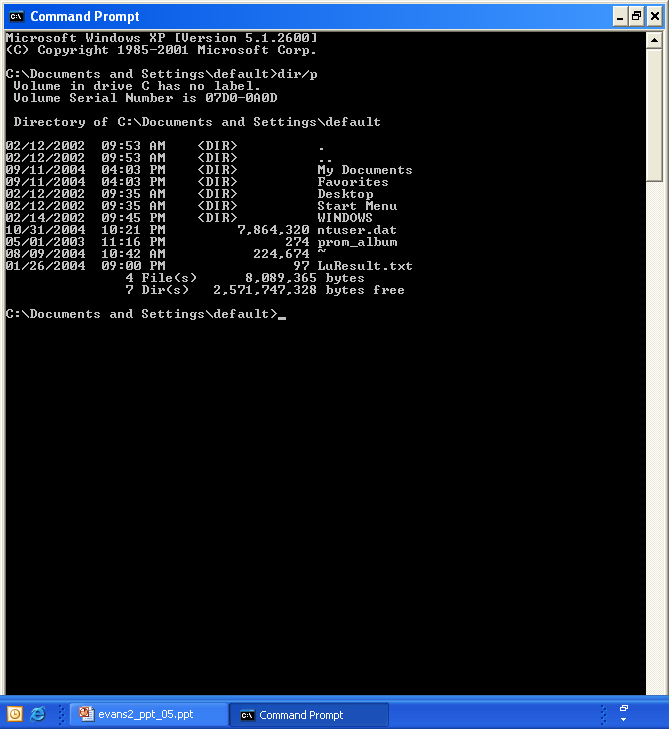 Command Prompt
Microsoft Windows XP [Version 5.1.2600]
(C) Copyright 1985-2001 Microsoft Corp.
C:\Documents and Settings\default>dir/p
Volume in drive C has no label.
Volume Serial Number is 07D0-0A0D
Directory of C:\Documents and Settings\default
02/12/2002 09:53 AM <DIR> .
02/12/2002 09:53 AM <DIR> ..
09/11/2004 04:03 PM <DIR> My Documents
09/11/2004 04:03 PM <DIR> Favorites
02/12/2002 09:35 AM <DIR> Desktop
02/12/2002 09:35 AM <DIR> Start Menu
02/14/2002 09:45 PM <DIR> WINDOWS
10/31/2004 10:21 PM 7,864,320 ntuser.dat
05/01/2003 11:16 PM 274 prom_album
08/09/2004 10:42 AM 224,674 ~
01/26/2004 09:00 PM 97 LuResult.txt
4 File(s) 8,089,365 bytes
7 Dir(s) 2,571,747,328 bytes free
C:\Documents and Settings\default>_
evans2_ppt_05.ppt
Command Prompt